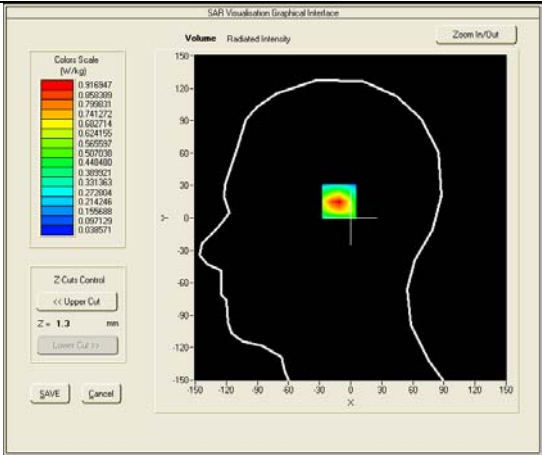 SAR Visualisation Graphical Interface
Volume Radiated Intensity
Zoom In/Out
Colors Scale
(W/kg)
0.916947
0.858389
0.799831
0.741272
0.682714
0.624155
0.565597
0.507038
0.448480
0.389921
0.331363
0.272804
0.214246
0.155688
0.097129
0.038571
Z-Cuts Control
<< Upper Cut
Z = 1.3 mm
Lower Cut >>
SAVE Cancel
150
120
90
60
30
0
-30
-60
-90
-120
-150
Y
-150 -120 -90 -60 -30 0 30 60 90 120 150
X